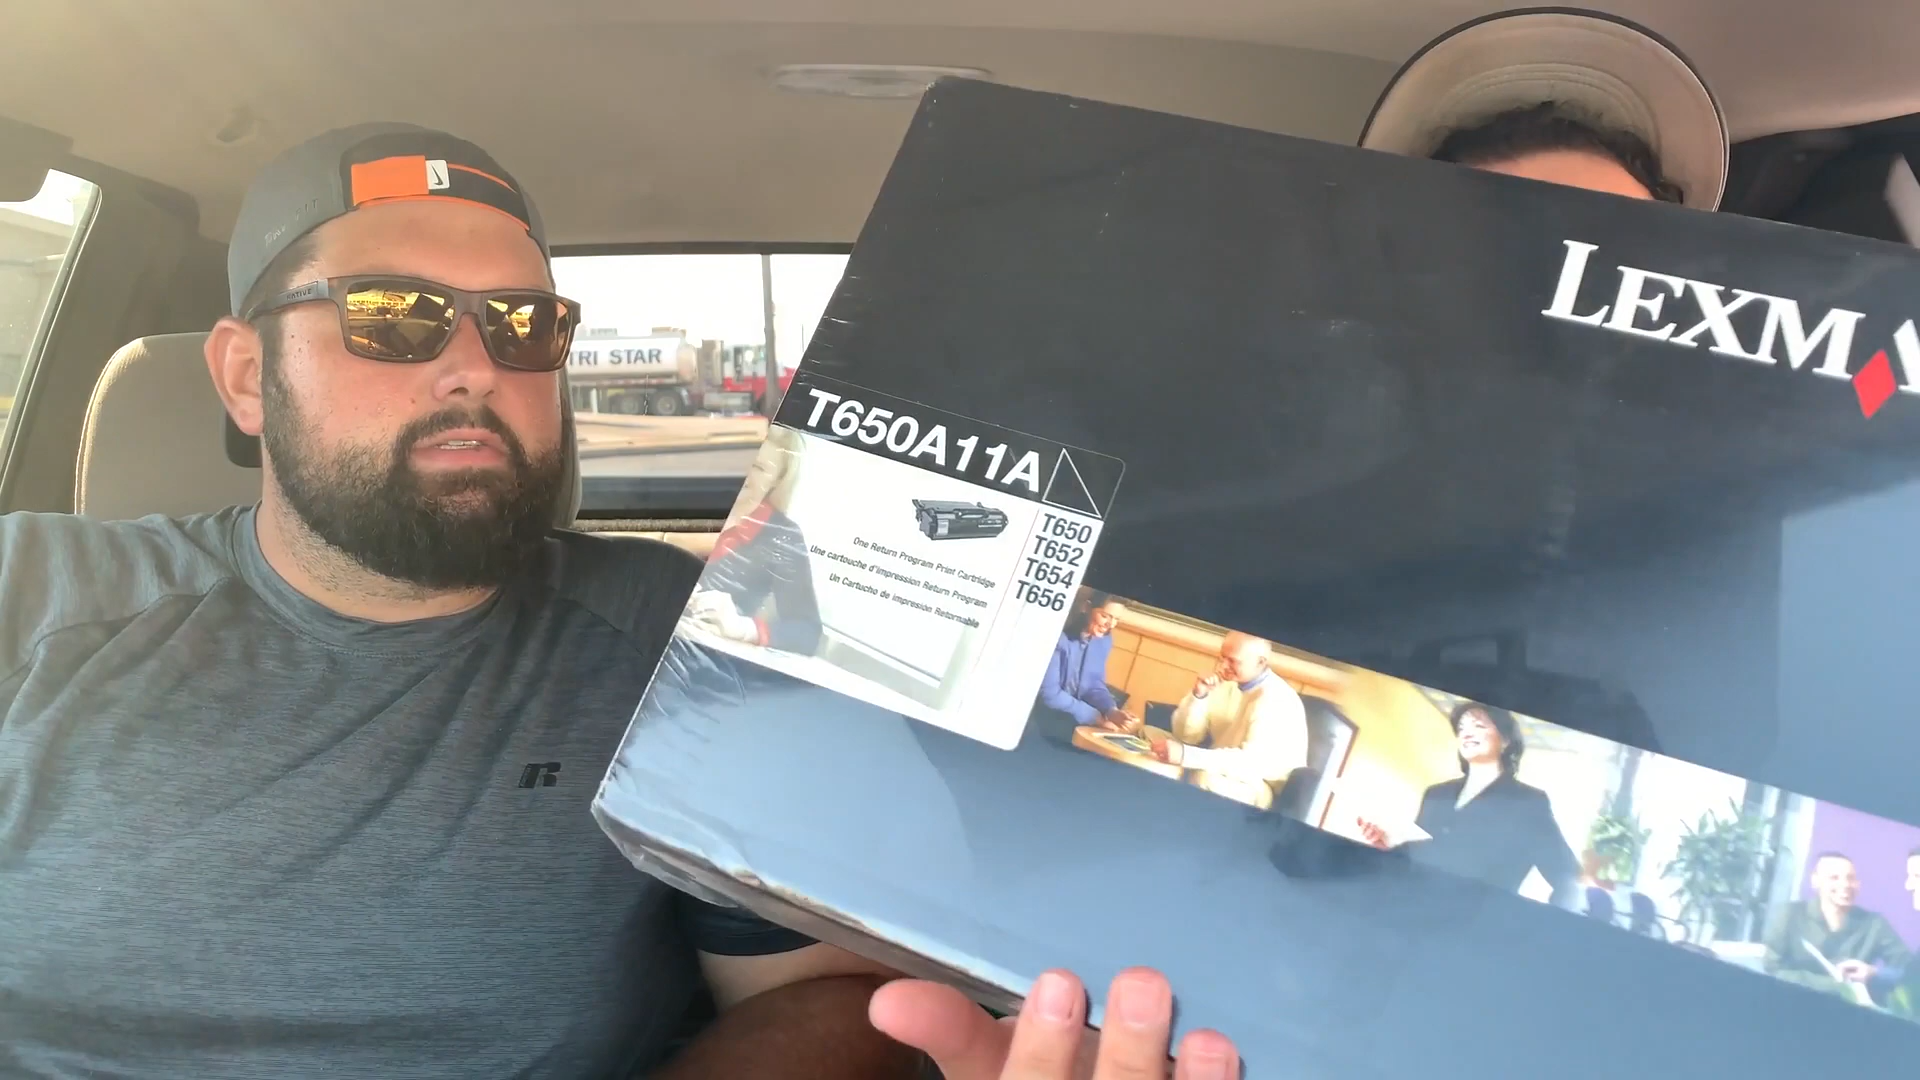 NATIVE
TRI STAR
LEXM
T650A11A
T650
T652
T654
T656
One Return Program Print Cartridge
Une cartouche d'impression Return Program
Un Cartucho de impresión Retornable